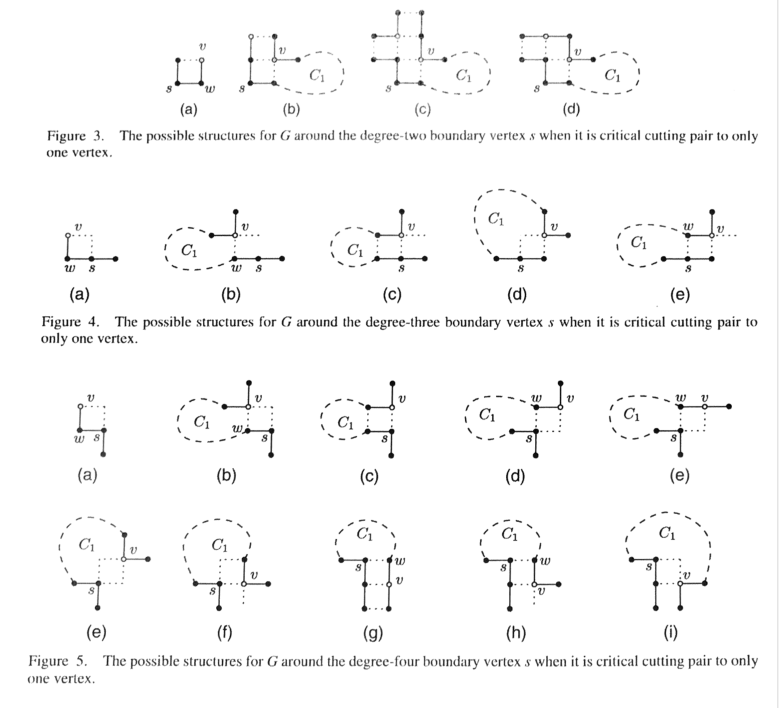 v v v v
C₁ C₁ C₁
s w s s s
(a) (b) (c) (d)
Figure 3. The possible structures for G around the degree-two boundary vertex s when it is critical cutting pair to only
one vertex.
v v v C₁ v w v
C₁ C₁ C₁
w s w s s s s
(a) (b) (c) (d) (e)
Figure 4. The possible structures for G around the degree-three boundary vertex s when it is critical cutting pair to
only one vertex.
v v v w v w v
C₁ C₁ C₁ C₁
w s w s s s s
(a) (b) (c) (d) (e)
C₁ C₁ C₁ C₁ C₁
v v s w s w s v
s s v v
(e) (f) (g) (h) (i)
Figure 5. The possible structures for G around the degree-four boundary vertex s when it is critical cutting pair to only
one vertex.